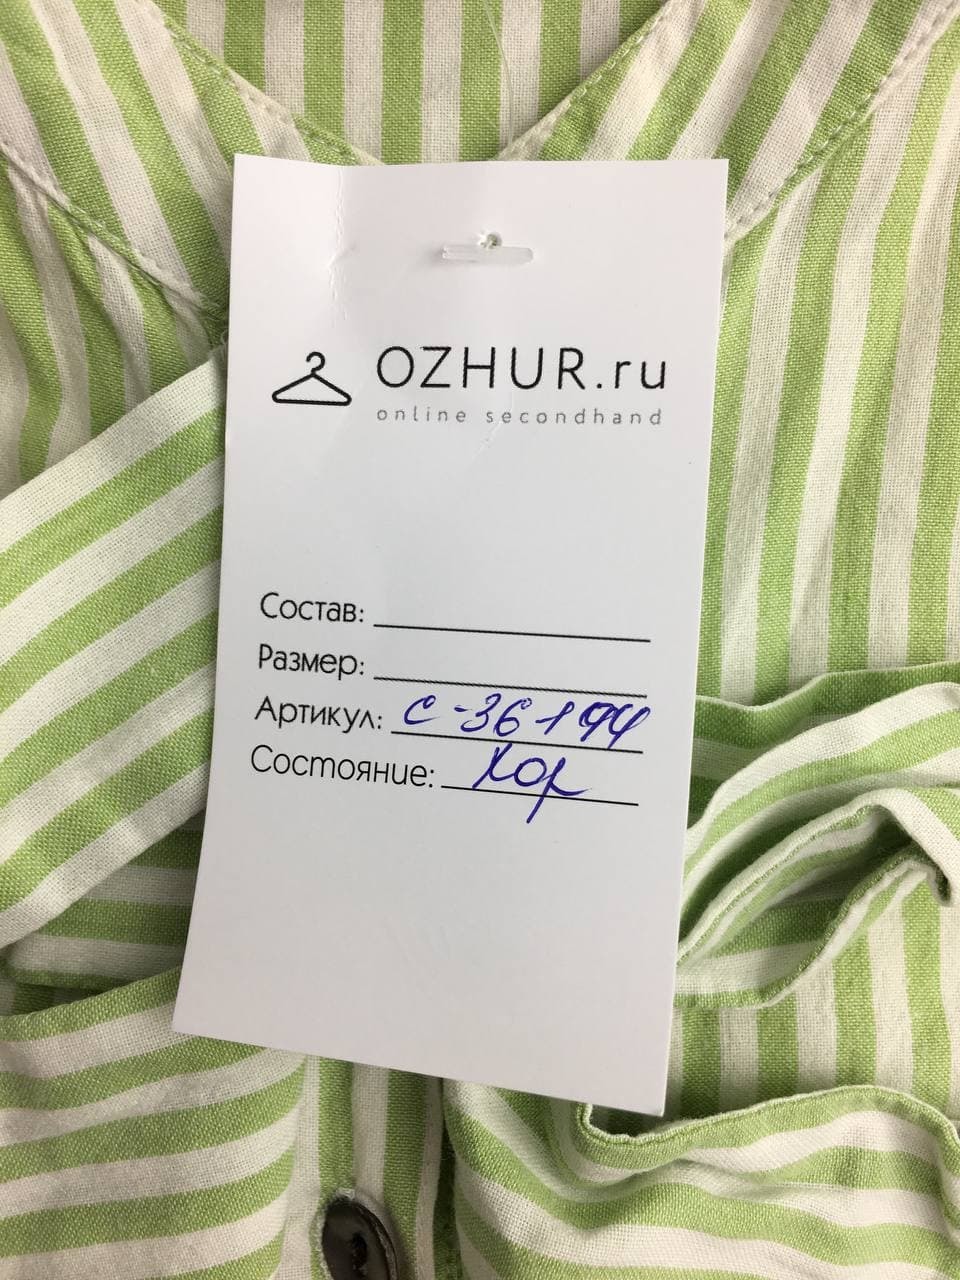 OZHUR.ru
online secondhand
Состав:
Размер:
Артикул: С-36194
Состояние: Хор